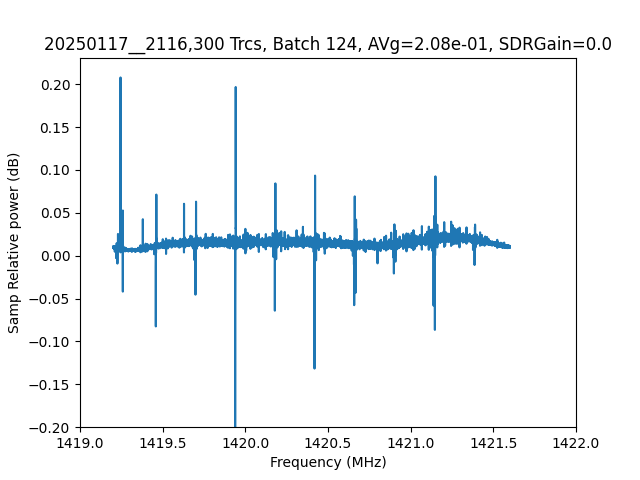 20250117__2116,300 Trcs, Batch 124, AVg=2.08e-01, SDRGain=0.0
Samp Relative power (dB)
0.20
0.15
0.10
0.05
0.00
−0.05
−0.10
−0.15
−0.20
1419.0 1419.5 1420.0 1420.5 1421.0 1421.5 1422.0
Frequency (MHz)